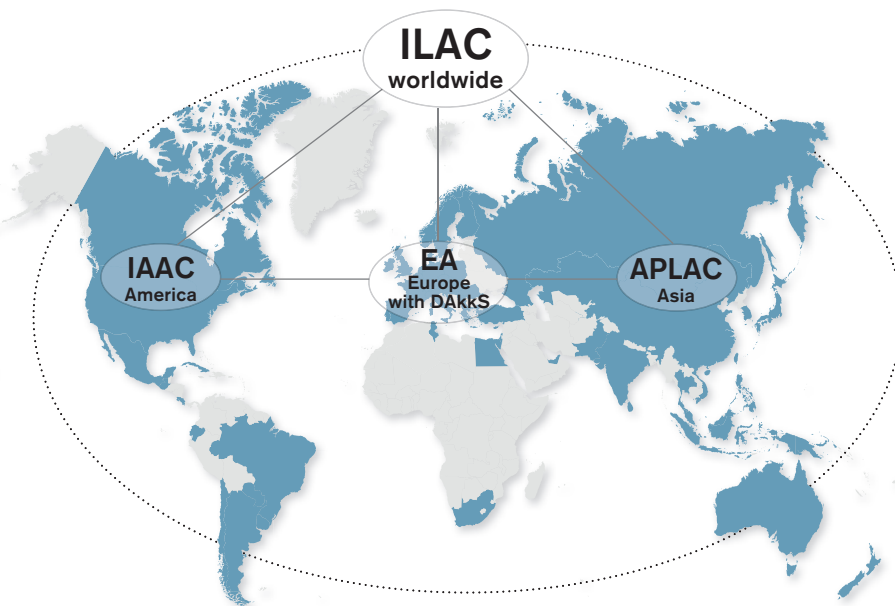 ILAC
worldwide
IAAC
America
EA
Europe
with DAkkS
APLAC
Asia